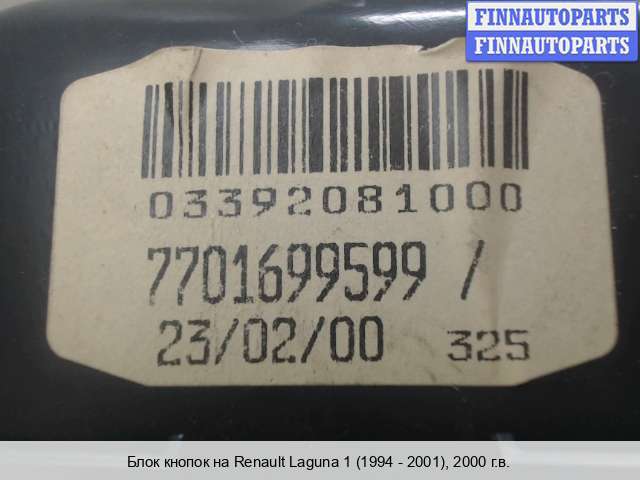 FINNAUTOPARTS
FINNAUTOPARTS
03392081000
7701699599 /
23/02/00 325
Блок кнопок на Renault Laguna 1 (1994 - 2001), 2000 г.в.